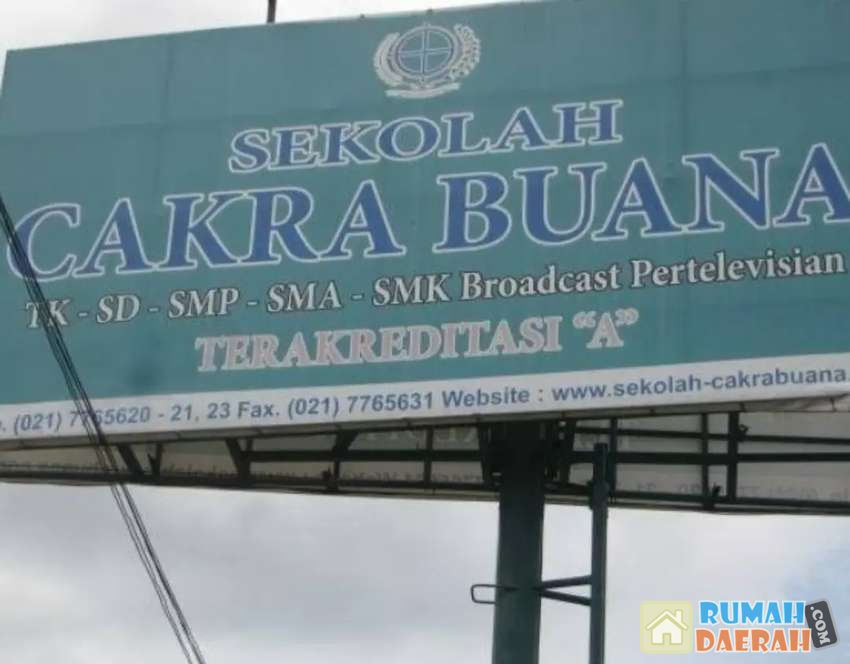 SEKOLAH
CAKRA BUANA
TK - SD - SMP - SMA - SMK Broadcast Pertelevisian
TERAKREDITASI "A"
(021) 7765620 - 21, 23 Fax. (021) 7765631 Website : www.sekolah-cakrabuana.
RUMAH
DAERAH.COM